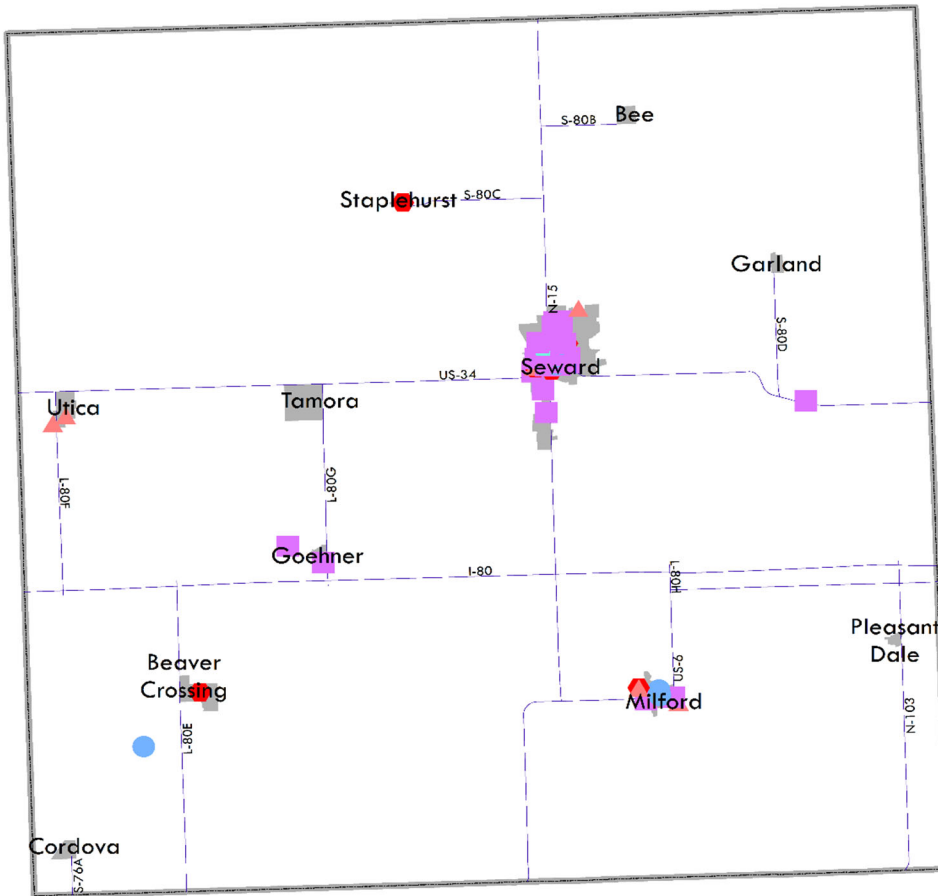 Bee
S-80B
Staplehurst
S-80C
Garland
N-15
S-80D
Seward
US-34
Utica
Tamora
L-80F
L-80G
Goehner
I-80
L-80H
Pleasant
Dale
Beaver
Crossing
US-6
Milford
N-103
L-80E
Cordova
S-76A